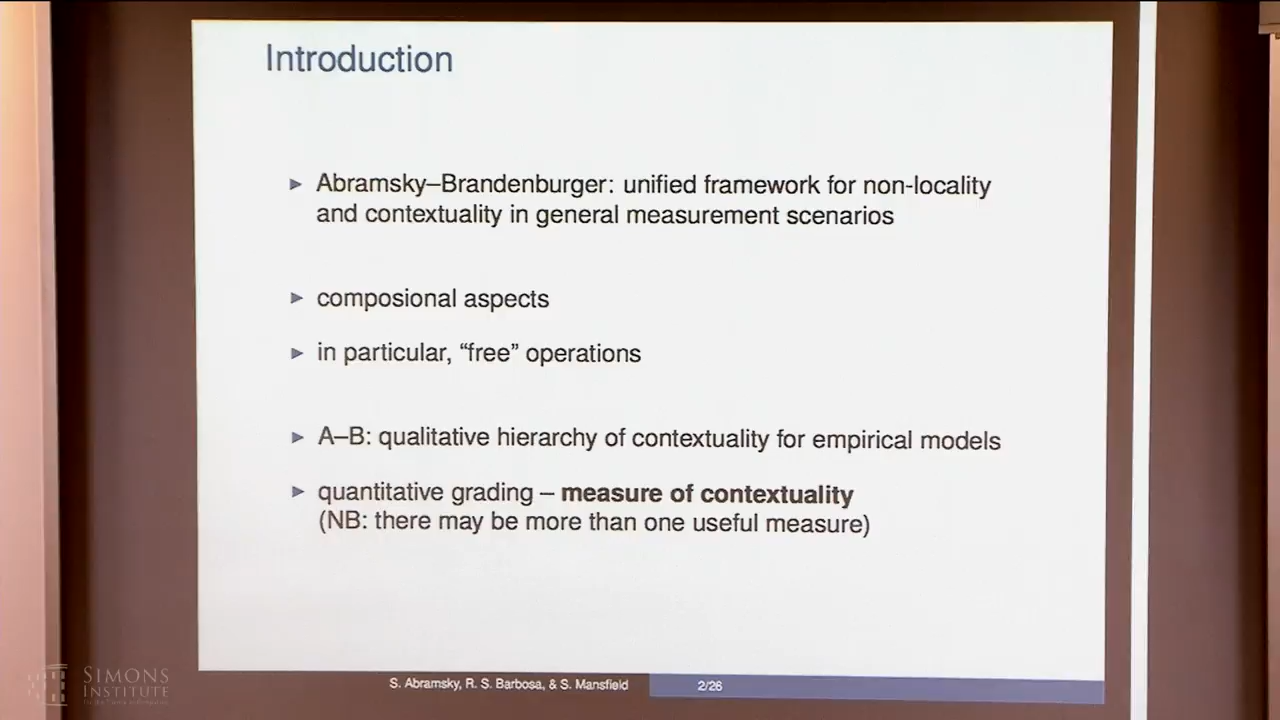 Introduction
Abramsky–Brandenburger: unified framework for non-locality
and contextuality in general measurement scenarios
composional aspects
in particular, “free” operations
A–B: qualitative hierarchy of contextuality for empirical models
quantitative grading – measure of contextuality
(NB: there may be more than one useful measure)
S. Abramsky, R. S. Barbosa, & S. Mansfield
2/26
SIMONS
INSTITUTE